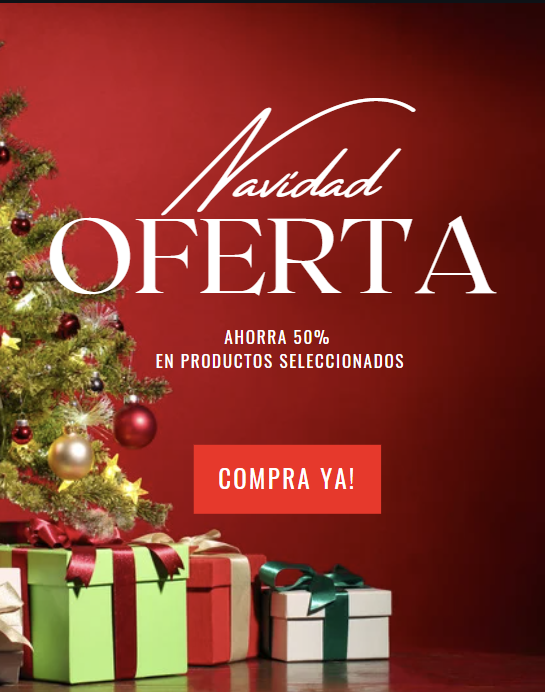 Navidad
OFERTA
AHORRA 50%
EN PRODUCTOS SELECCIONADOS
COMPRA YA!